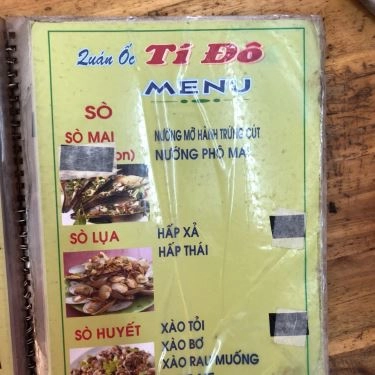 Quán Ốc Tí Đô
MENU
SÒ
SÒ MAI
NƯỚNG MỠ HÀNH TRỨNG CÚT
NƯỚNG PHÔ MAI
SÒ LỤA
HẤP XẢ
HẤP THÁI
SÒ HUYẾT
XÀO TỎI
XÀO BƠ
XÀO RAU MUỐNG